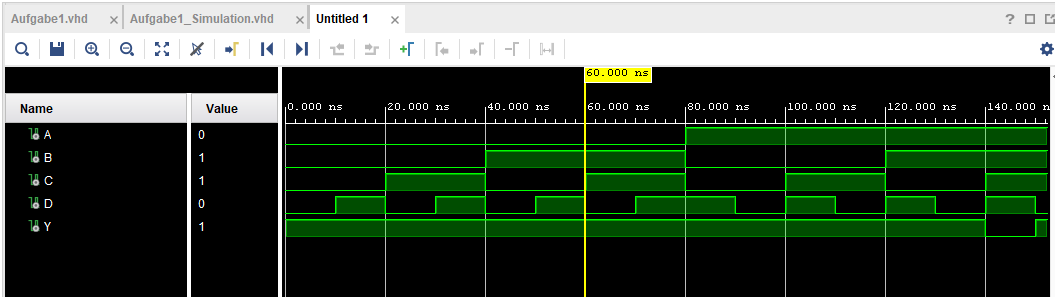 Aufgabe1.vhd × Aufgabe1_Simulation.vhd × Untitled 1 ×
?
60.000 ns
Name Value
0.000 ns 20.000 ns 40.000 ns 60.000 ns 80.000 ns 100.000 ns 120.000 ns 140.000 ns
A 0
B 1
C 1
D 0
Y 1